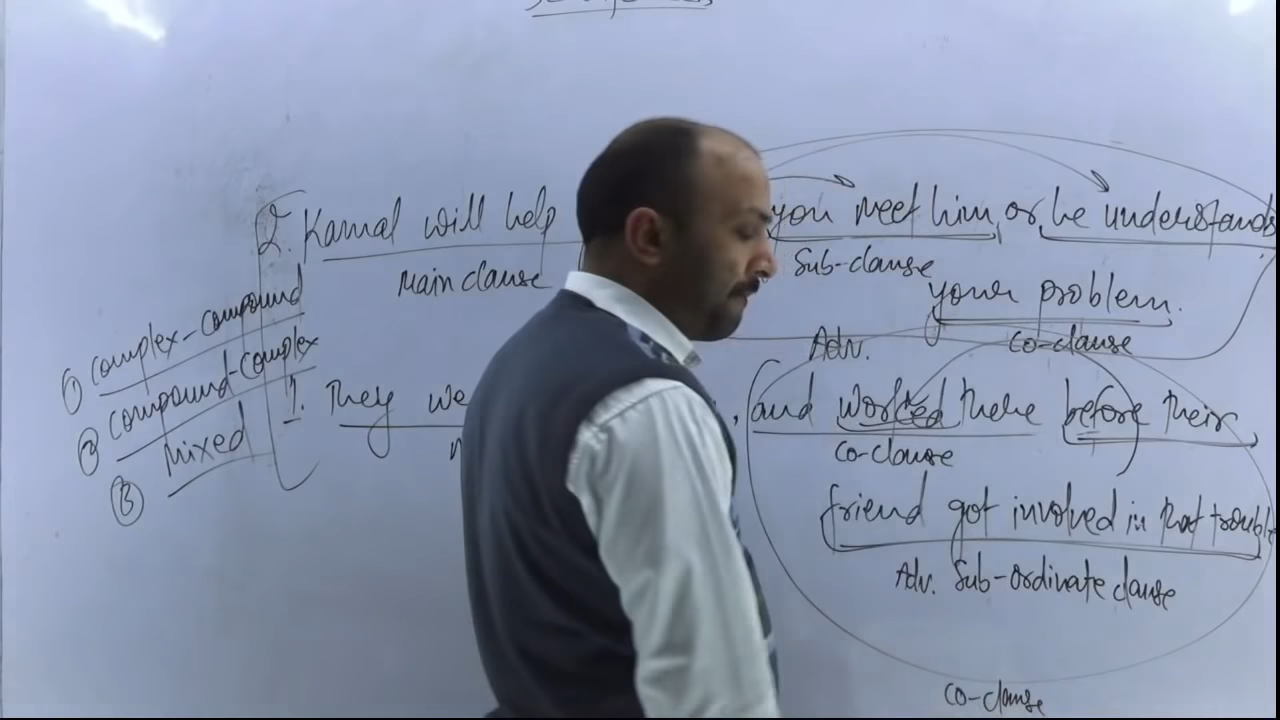 2. Kamal will help you meet him, or he understands
Main clause Sub-clause
your problem.
Co-clause
① complex-compound
② compound-complex
③ Mixed
Adv.
1. They we , and worked there before their
Co-clause
friend got involved in that trouble
Adv. Sub-ordinate clause
Co-clause